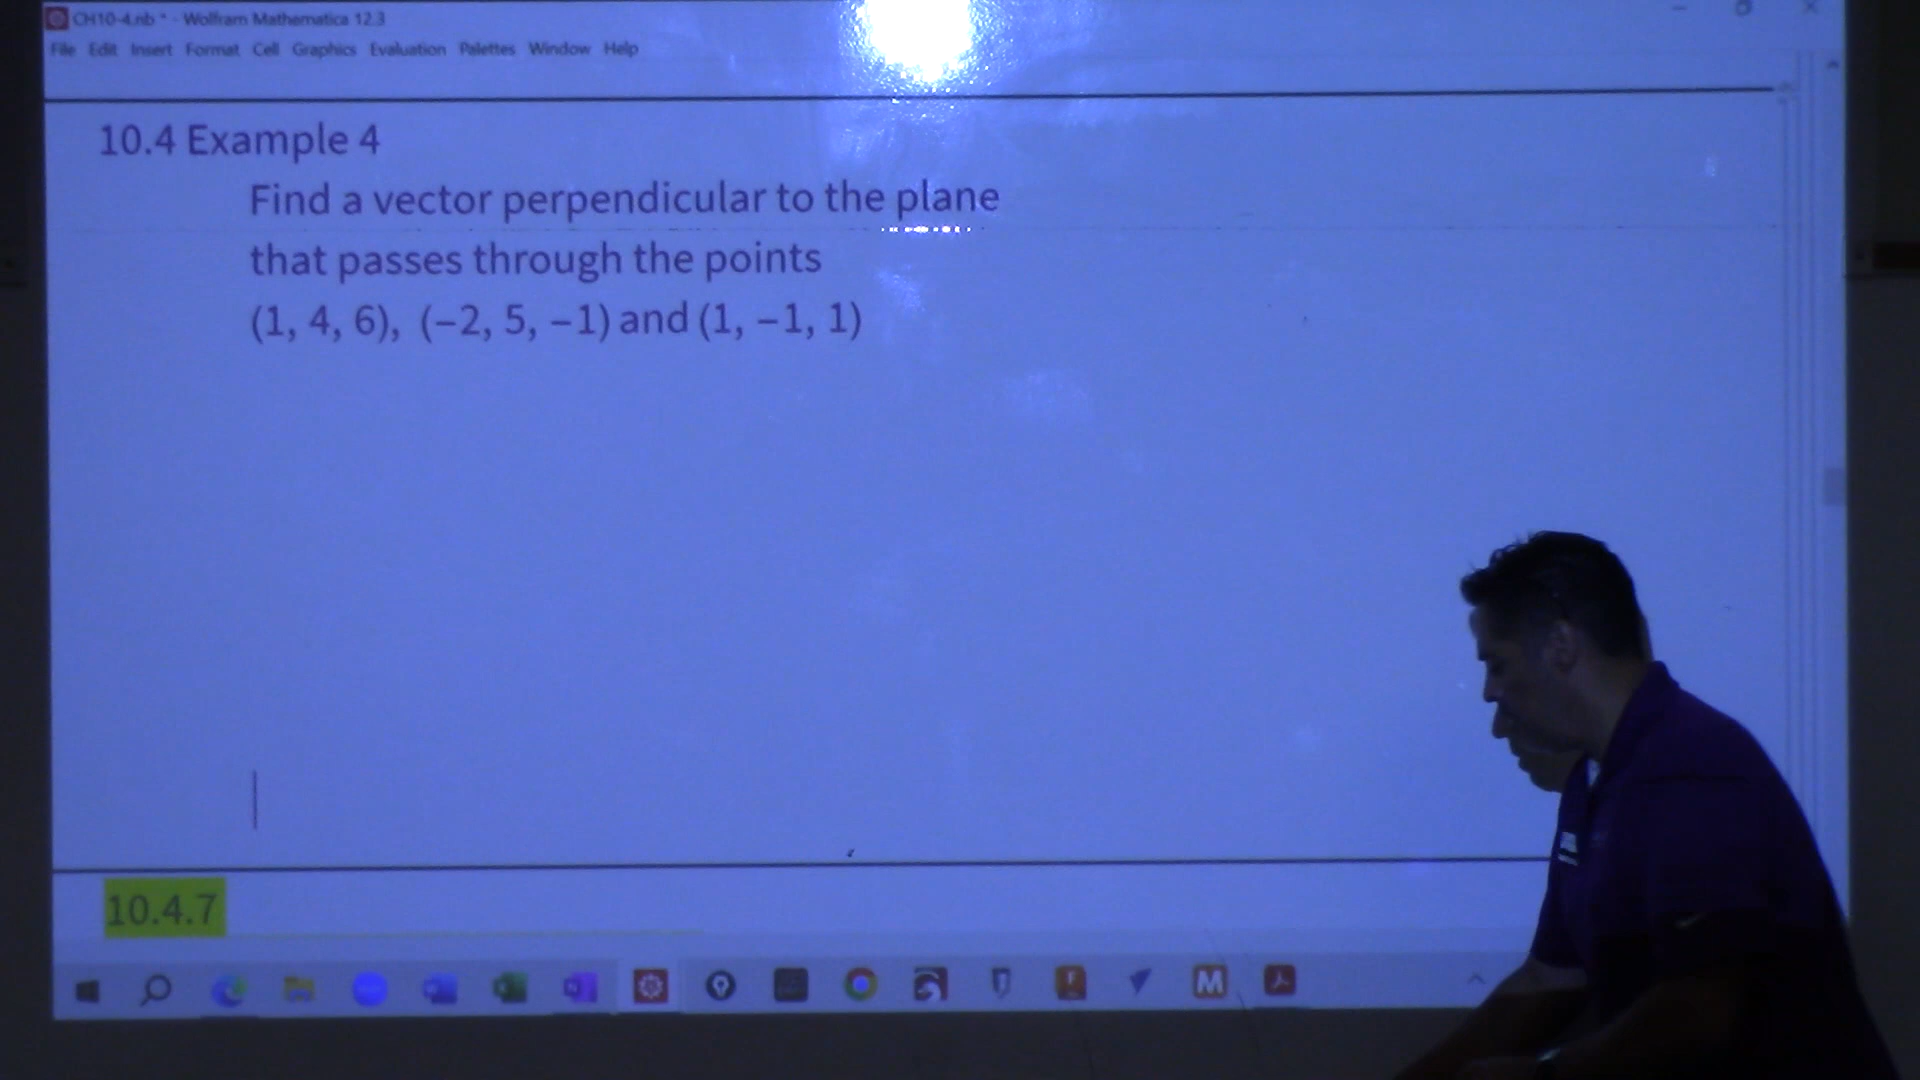 CH10-4.nb * - Wolfram Mathematica 12.3
File Edit Insert Format Cell Graphics Evaluation Palettes Window Help
10.4 Example 4
Find a vector perpendicular to the plane
that passes through the points
(1, 4, 6), (−2, 5, −1) and (1, −1, 1)
10.4.7